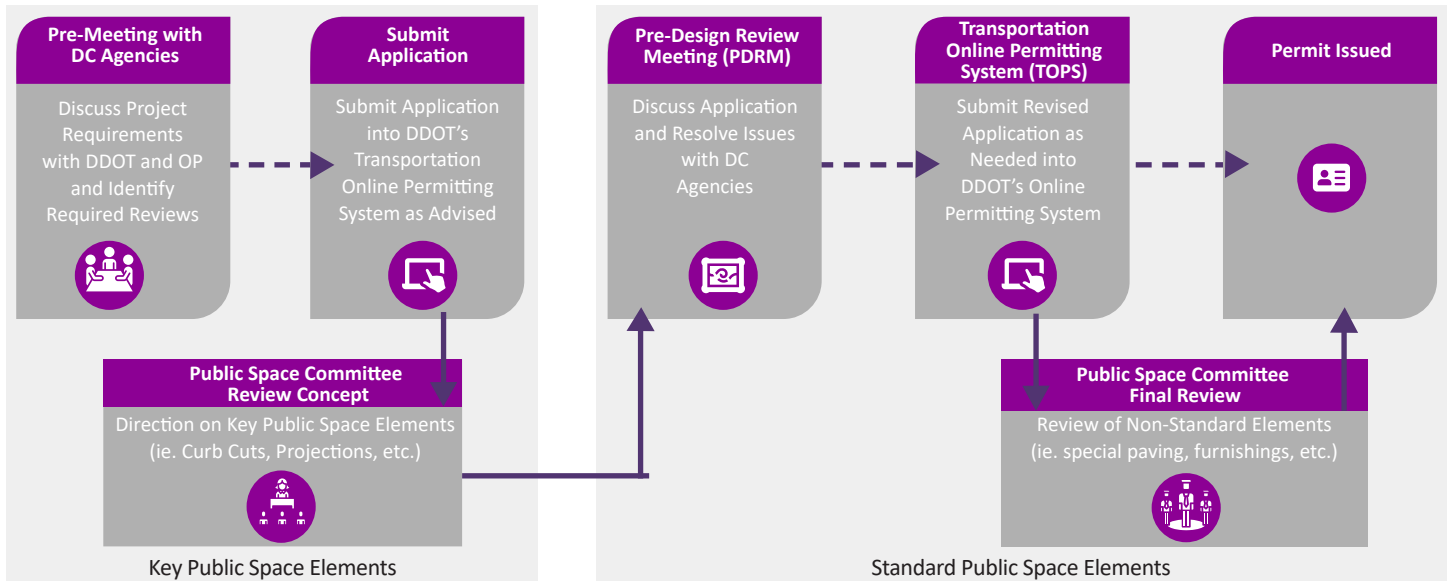 Pre-Meeting with
DC Agencies
Discuss Project
Requirements
with DDOT and OP
and Identify
Required Reviews
Submit
Application
Submit Application
into DDOT's
Transportation
Online Permitting
System as Advised
Public Space Committee
Review Concept
Direction on Key Public Space Elements
(ie. Curb Cuts, Projections, etc.)
Key Public Space Elements
Pre-Design Review
Meeting (PDRM)
Discuss Application
and Resolve Issues
with DC
Agencies
Transportation
Online Permitting
System (TOPS)
Submit Revised
Application as
Needed into
DDOT's Online
Permitting System
Permit Issued
Public Space Committee
Final Review
Review of Non-Standard Elements
(ie. special paving, furnishings, etc.)
Standard Public Space Elements